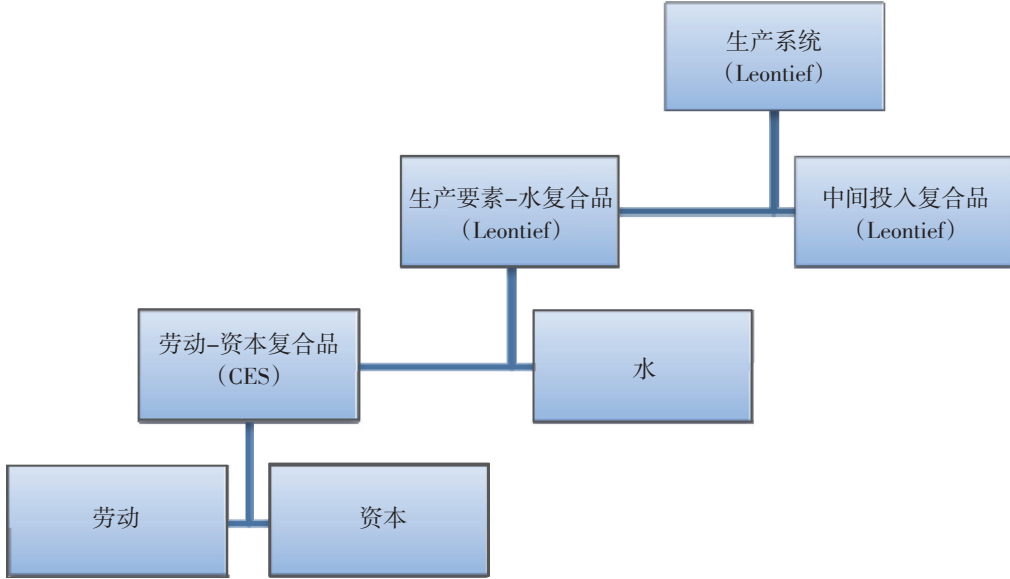 生产系统
（Leontief）
生产要素-水复合品
（Leontief）
中间投入复合品
（Leontief）
劳动-资本复合品
（CES）
水
劳动
资本